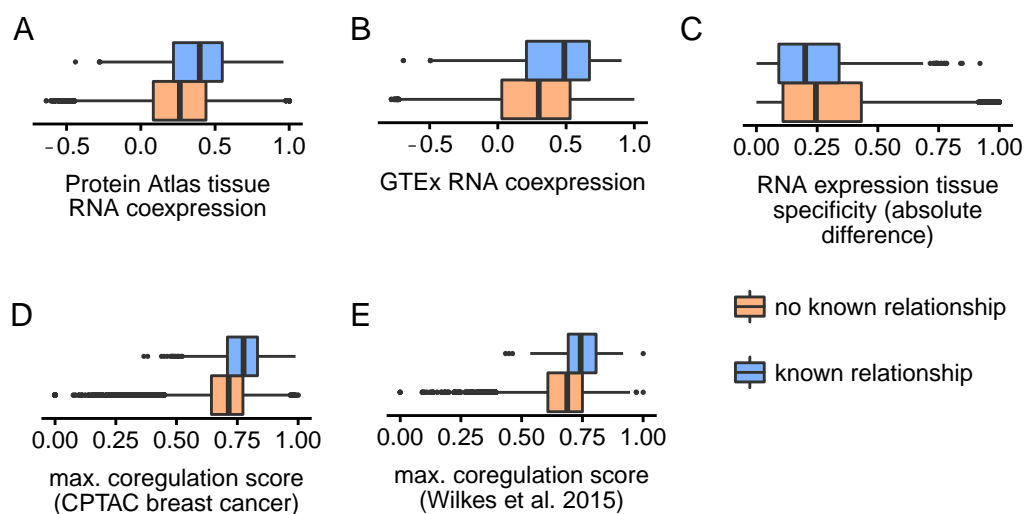 A
-0.5 0.0 0.5 1.0
Protein Atlas tissue
RNA coexpression
B
-0.5 0.0 0.5 1.0
GTEx RNA coexpression
C
0.00 0.25 0.50 0.75 1.00
RNA expression tissue
specificity (absolute
difference)
no known relationship
known relationship
D
0.00 0.25 0.50 0.75 1.00
max. coregulation score
(CPTAC breast cancer)
E
0.00 0.25 0.50 0.75 1.00
max. coregulation score
(Wilkes et al. 2015)